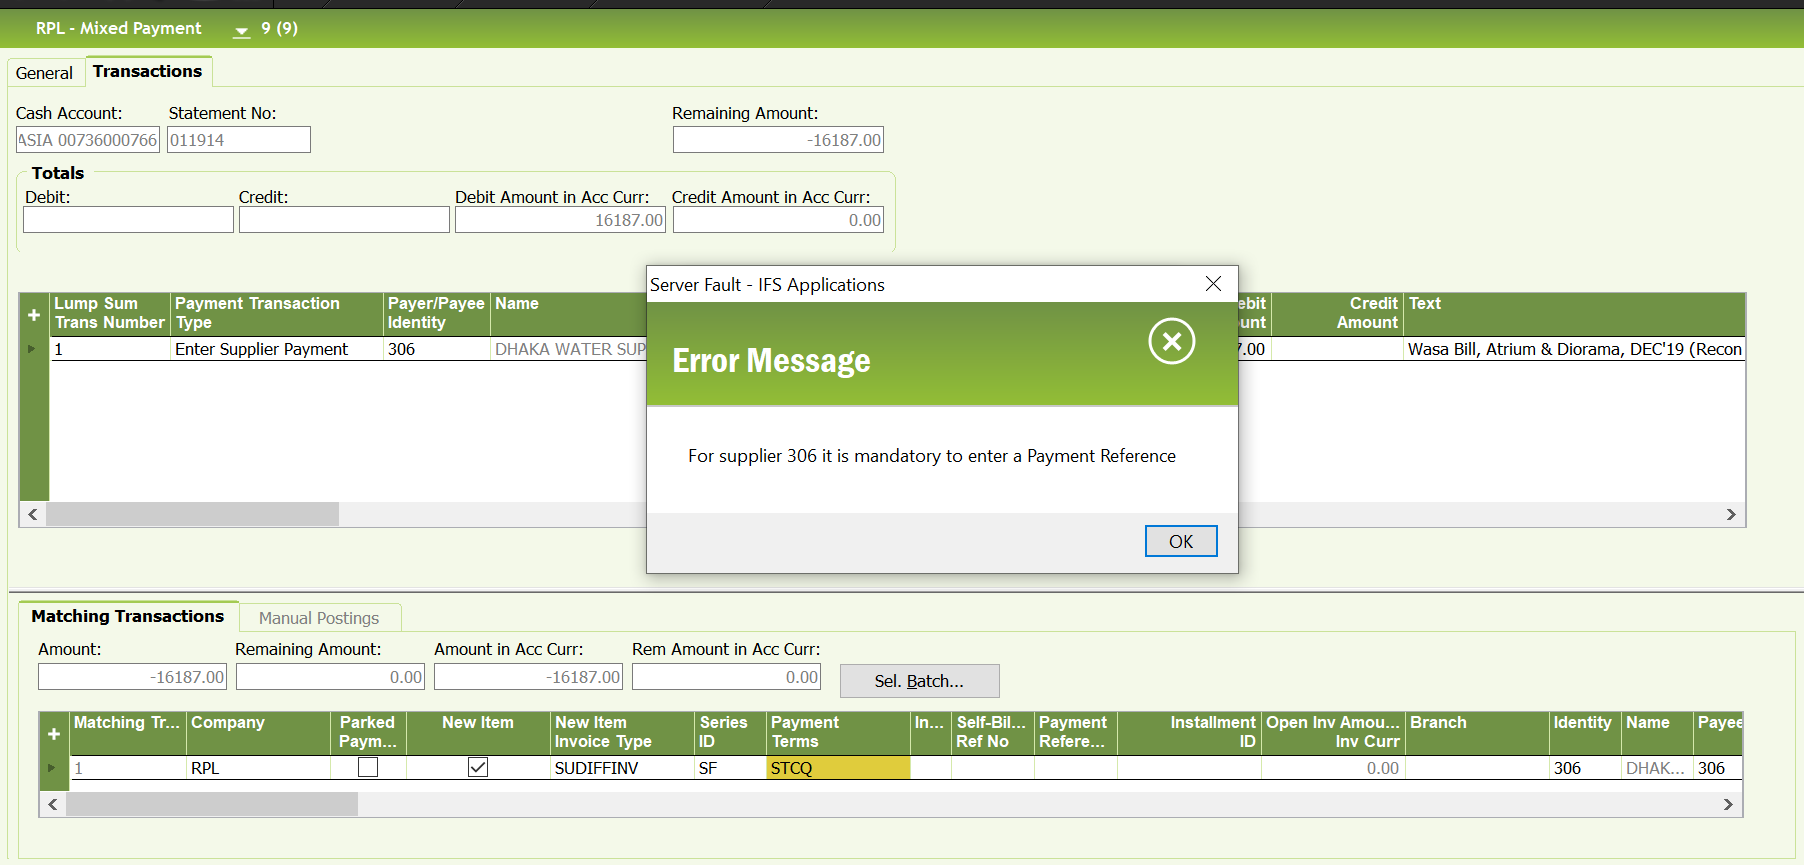 RPL - Mixed Payment 9 (9)
General Transactions
Cash Account: Statement No: Remaining Amount:
ASIA 00736000766 011914 -16187.00
Totals
Debit: Credit: Debit Amount in Acc Curr: Credit Amount in Acc Curr:
16187.00 0.00
Server Fault - IFS Applications
Error Message
For supplier 306 it is mandatory to enter a Payment Reference
OK
Lump Sum Trans Number Payment Transaction Type Payer/Payee Identity Name Credit Amount Text
1 Enter Supplier Payment 306 DHAKA WATER SUP 7.00 Wasa Bill, Atrium & Diorama, DEC'19 (Recon
Matching Transactions Manual Postings
Amount: Remaining Amount: Amount in Acc Curr: Rem Amount in Acc Curr:
-16187.00 0.00 -16187.00 0.00 Sel. Batch...
Matching Tr... Company Parked Paym... New Item New Item Invoice Type Series ID Payment Terms In... Self-Bil... Ref No Payment Refere... Installment ID Open Inv Amou... Inv Curr Branch Identity Name Payee
1 RPL SUDIFFINV SF STCQ 0.00 306 DHAK... 306